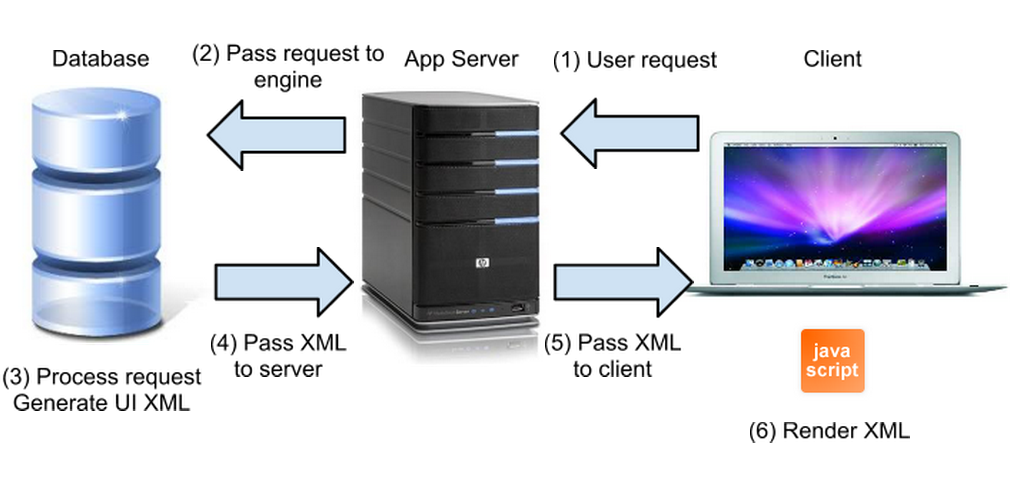 Database
(2) Pass request to
engine
App Server
(1) User request
Client
(4) Pass XML
to server
(5) Pass XML
to client
java
script
(3) Process request
Generate UI XML
(6) Render XML
hp